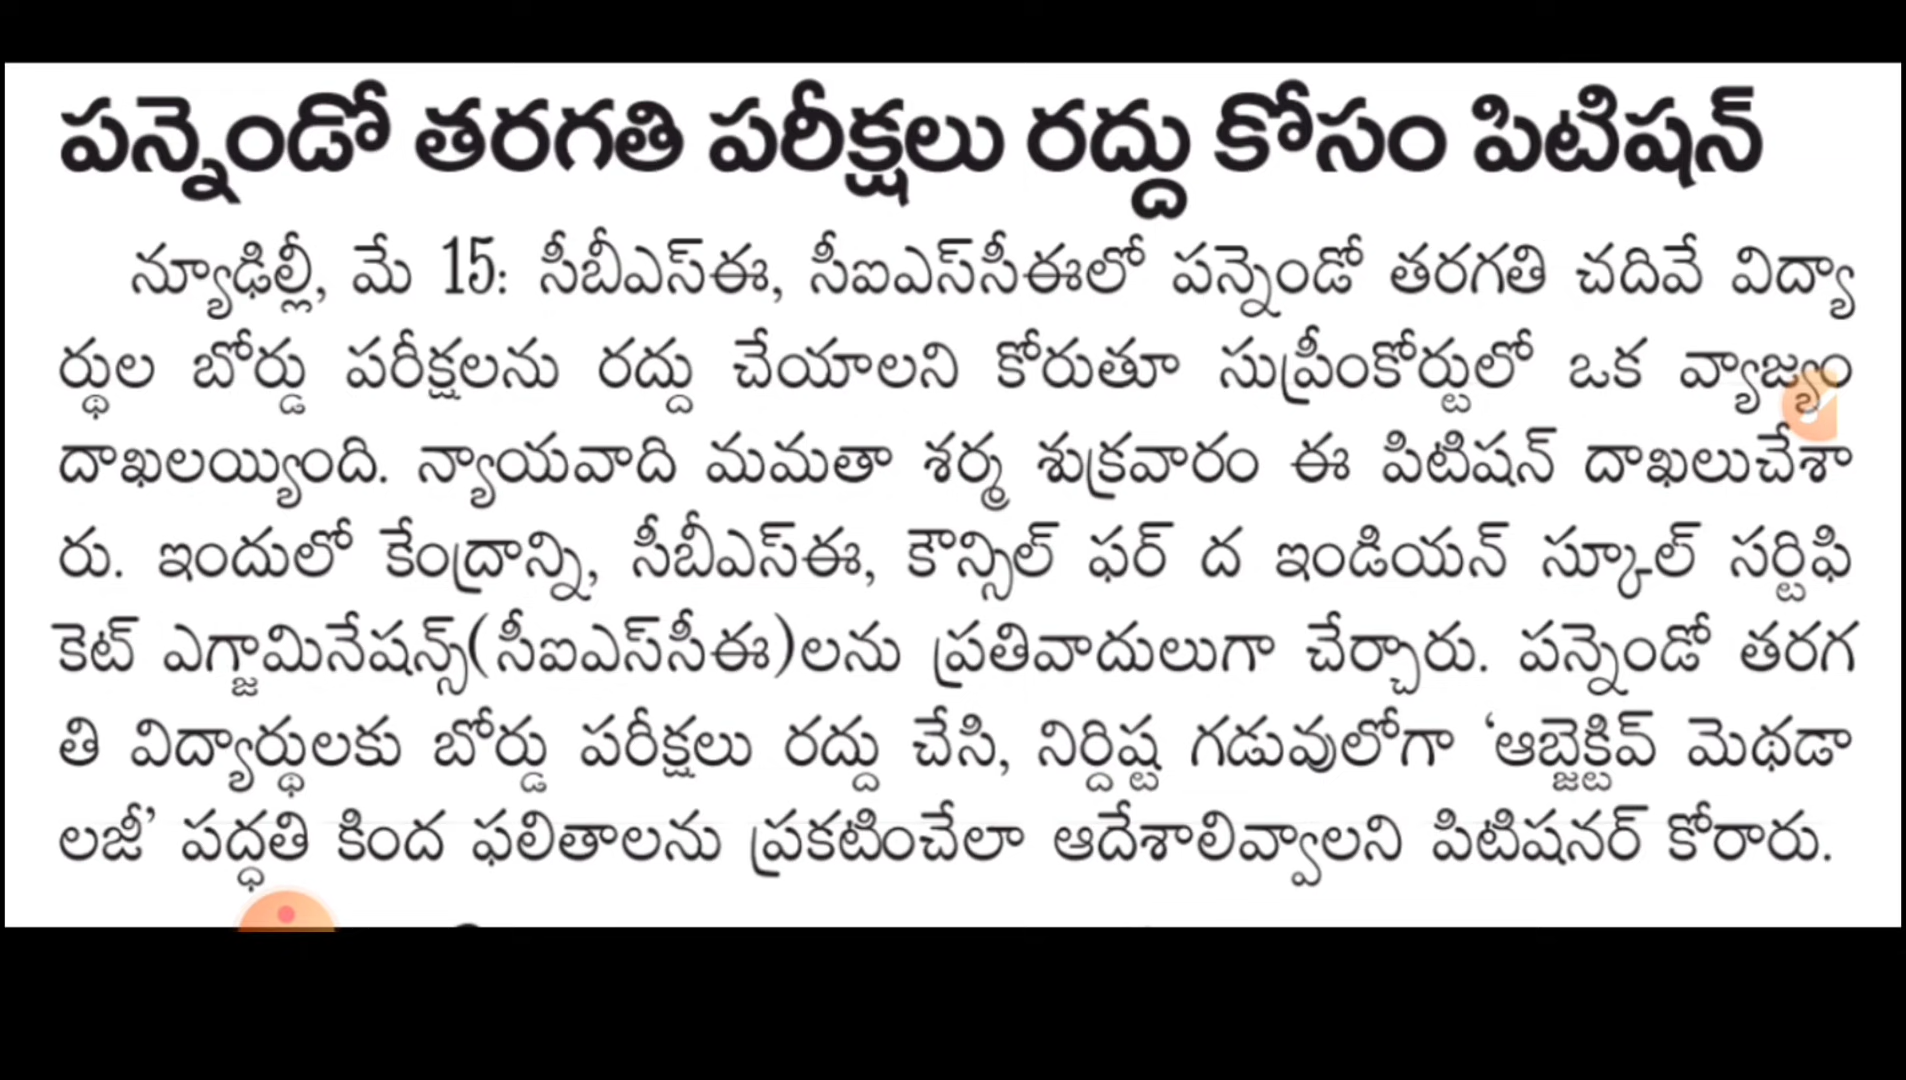 పన్నెండో తరగతి పరీక్షలు రద్దు కోసం పిటిషన్
న్యూఢిల్లీ, మే 15: సీబీఎస్ఈ, సీఐఎస్‌సీఈలో పన్నెండో తరగతి చదివే విద్యా
ర్థుల బోర్డు పరీక్షలను రద్దు చేయాలని కోరుతూ సుప్రీంకోర్టులో ఒక వ్యాజ్యం
దాఖలయ్యింది. న్యాయవాది మమతా శర్మ శుక్రవారం ఈ పిటిషన్ దాఖలుచేశా
రు. ఇందులో కేంద్రాన్ని, సీబీఎస్ఈ, కౌన్సిల్ ఫర్ ద ఇండియన్ స్కూల్ సర్టిఫి
కెట్ ఎగ్జామినేషన్స్(సీఐఎస్‌సీఈ)లను ప్రతివాదులుగా చేర్చారు. పన్నెండో తరగ
తి విద్యార్థులకు బోర్డు పరీక్షలు రద్దు చేసి, నిర్దిష్ట గడువులోగా ‘ఆబ్జెక్టివ్ మెథడా
లజీ’ పద్ధతి కింద ఫలితాలను ప్రకటించేలా ఆదేశాలివ్వాలని పిటిషనర్ కోరారు.